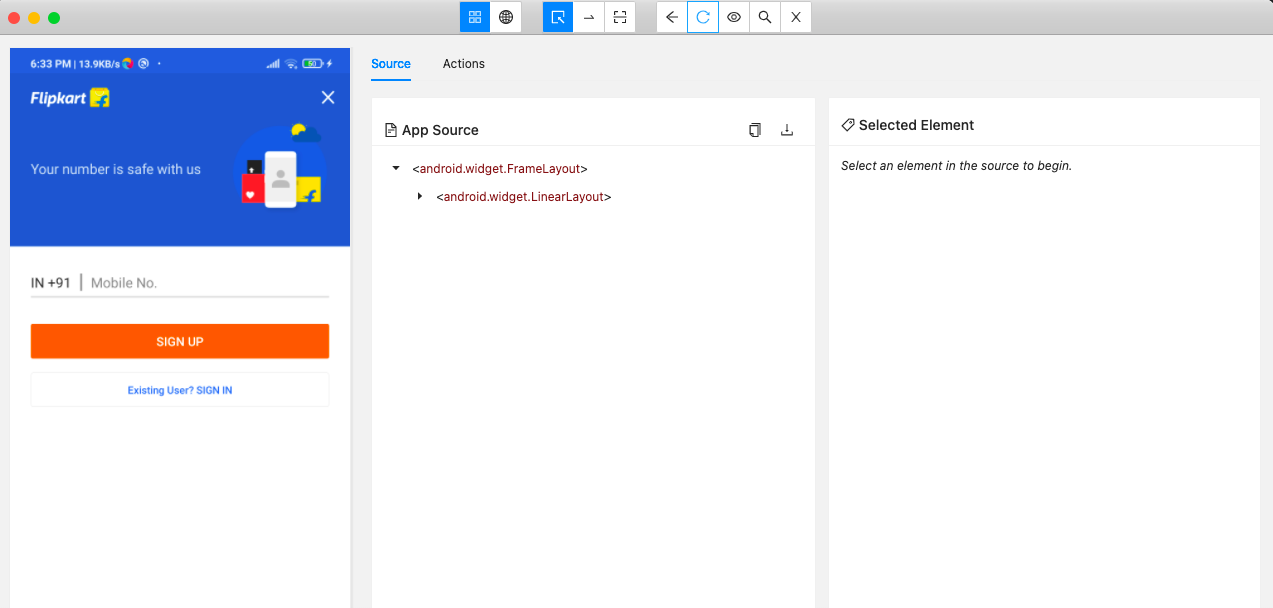 6:33 PM | 13.9KB/s
50
Flipkart
Your number is safe with us
IN +91
Mobile No.
SIGN UP
Existing User? SIGN IN
Source
Actions
App Source
<android.widget.FrameLayout>
<android.widget.LinearLayout>
Selected Element
Select an element in the source to begin.